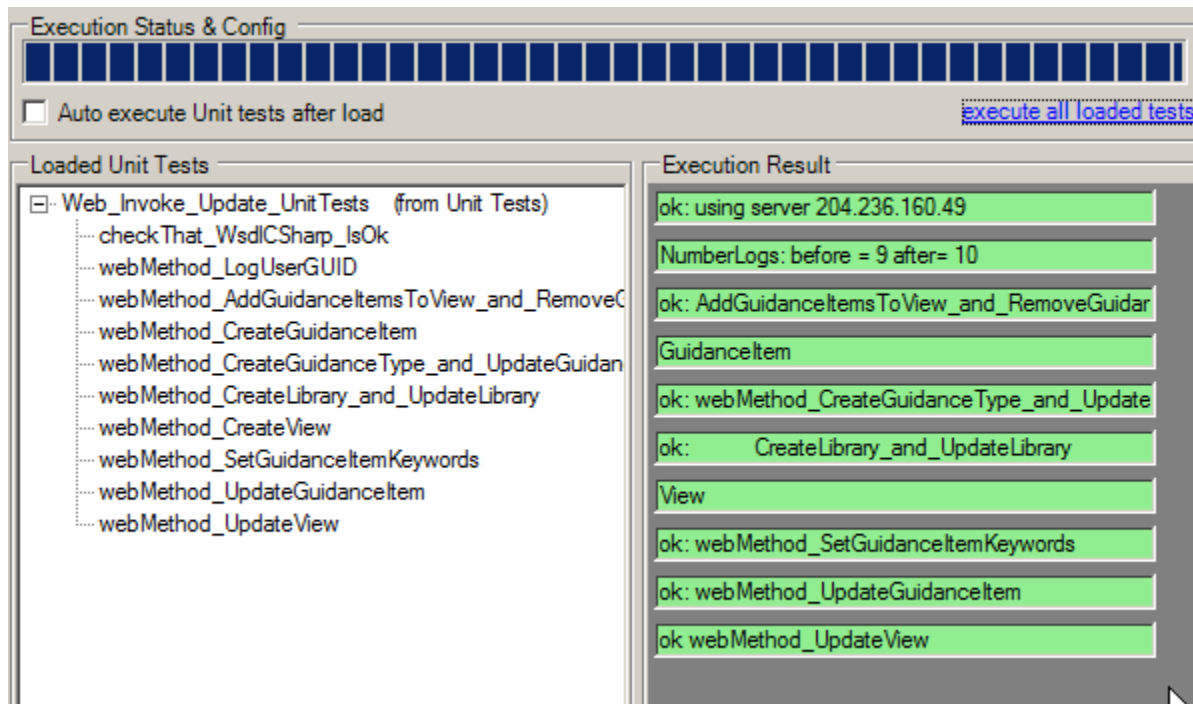 Execution Status & Config
Auto execute Unit tests after load
execute all loaded tests
Loaded Unit Tests
Web_Invoke_Update_UnitTests (from Unit Tests)
checkThat_WsdlCSharp_IsOk
webMethod_LogUserGUID
webMethod_AddGuidanceItemsToView_and_RemoveG
webMethod_CreateGuidanceItem
webMethod_CreateGuidanceType_and_UpdateGuidan
webMethod_CreateLibrary_and_UpdateLibrary
webMethod_CreateView
webMethod_SetGuidanceItemKeywords
webMethod_UpdateGuidanceItem
webMethod_UpdateView
Execution Result
ok: using server 204.236.160.49
NumberLogs: before = 9 after= 10
ok: AddGuidanceItemsToView_and_RemoveGuidar
GuidanceItem
ok: webMethod_CreateGuidanceType_and_Update
ok: CreateLibrary_and_UpdateLibrary
View
ok: webMethod_SetGuidanceItemKeywords
ok: webMethod_UpdateGuidanceItem
ok webMethod_UpdateView